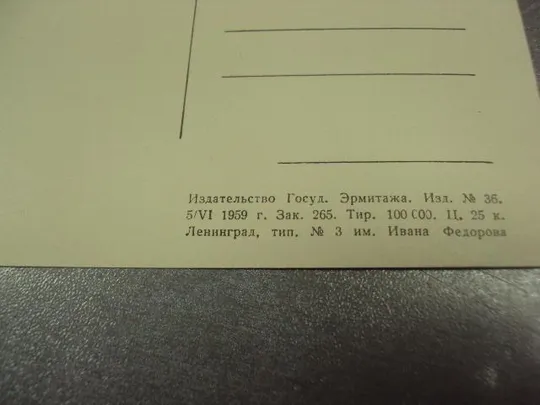 Издательство Госуд. Эрмитажа. Изд. № 36.
5/VI 1959 г. Зак. 265. Тир. 100 000. Ц. 25 к.
Ленинград, тип. № 3 им. Ивана Федорова